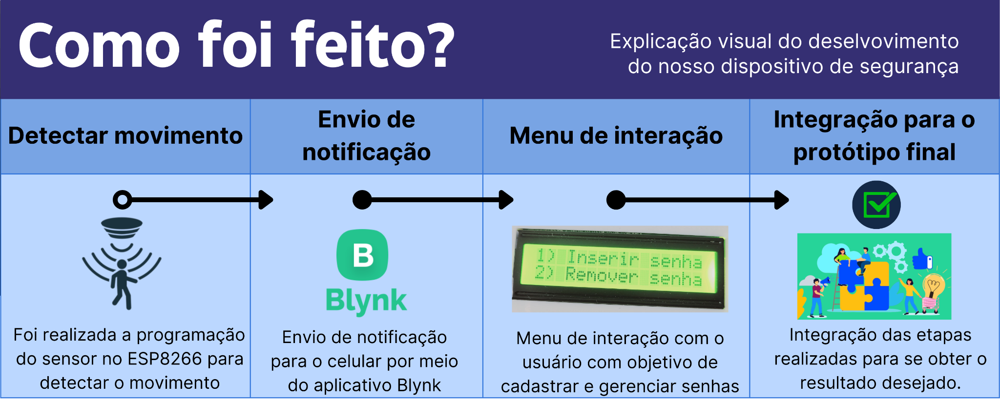 Como foi feito?
Explicação visual do deselvovimento
do nosso dispositivo de segurança
Detectar movimento
Envio de
notificação
Menu de interação
Integração para o
protótipo final
B
Blynk
1) Inserir senha
2) Remover senha
Foi realizada a programação
do sensor no ESP8266 para
detectar o movimento
Envio de notificação
para o celular por meio
do aplicativo Blynk
Menu de interação com o
usuário com objetivo de
cadastrar e gerenciar senhas
Integração das etapas
realizadas para se obter o
resultado desejado.